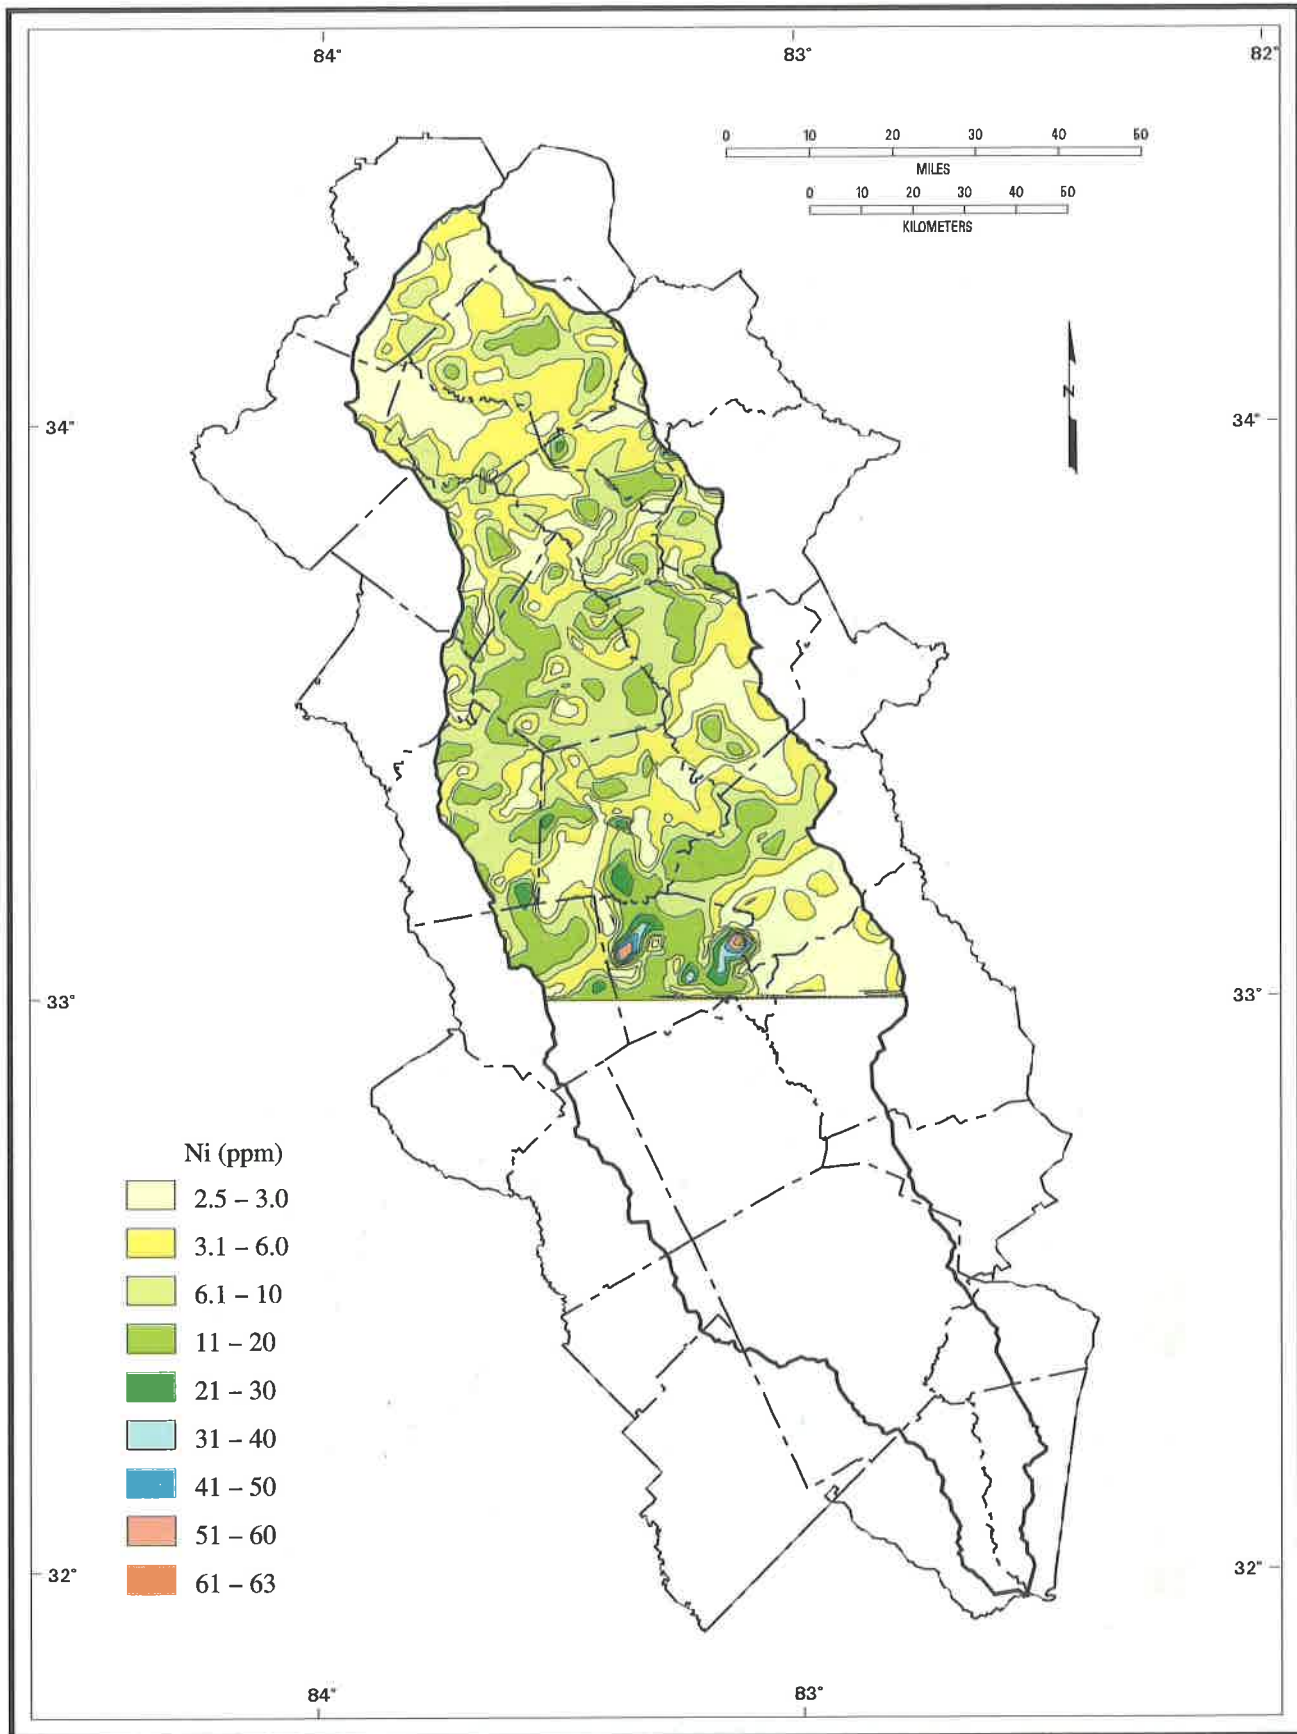 84° 83° 82°
0 10 20 30 40 50
MILES
0 10 20 30 40 50
KILOMETERS
N
34° 34°
33° 33°
Ni (ppm)
2.5 – 3.0
3.1 – 6.0
6.1 – 10
11 – 20
21 – 30
31 – 40
41 – 50
51 – 60
61 – 63
32° 32°
84° 83°